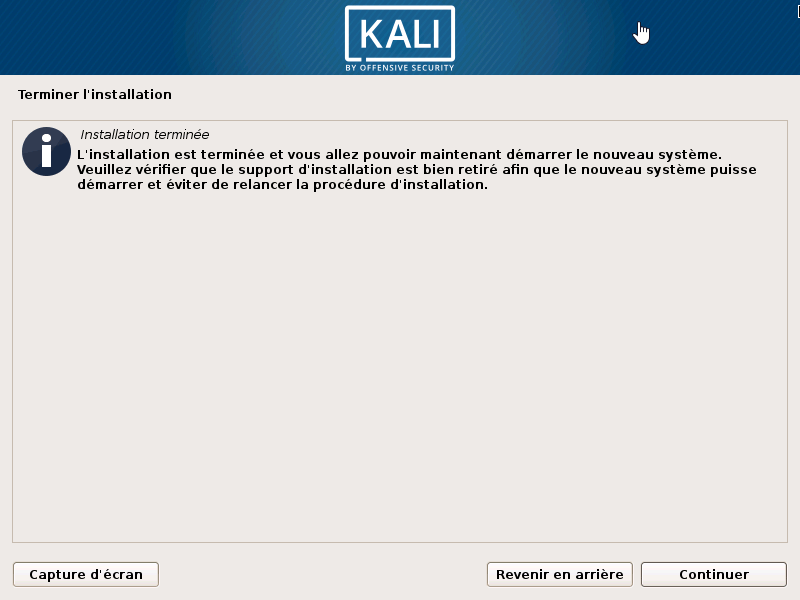 KALI
BY OFFENSIVE SECURITY
Terminer l'installation
Installation terminée
L'installation est terminée et vous allez pouvoir maintenant démarrer le nouveau système.
Veuillez vérifier que le support d'installation est bien retiré afin que le nouveau système puisse
démarrer et éviter de relancer la procédure d'installation.
Capture d'écran
Revenir en arrière
Continuer